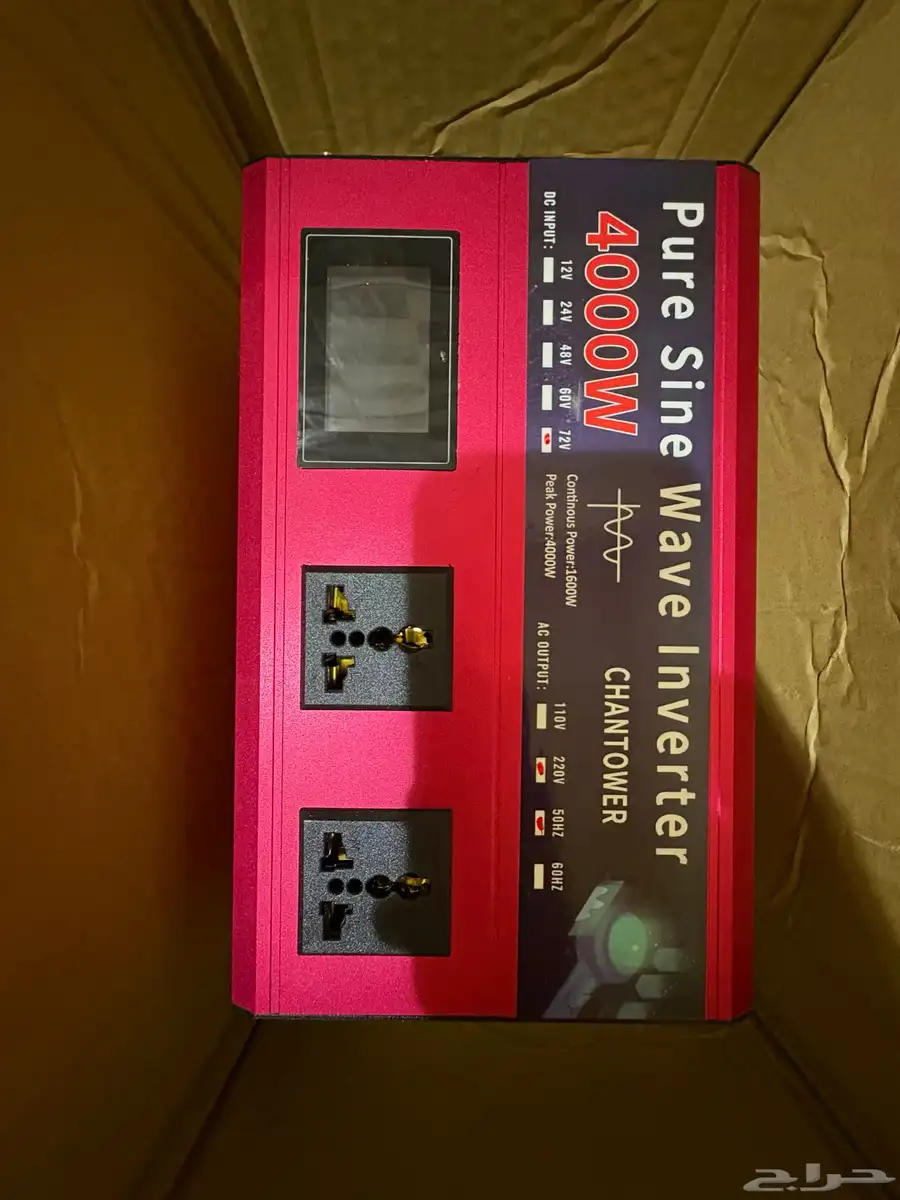 Pure Sine Wave Inverter
4000W
CHANTOWER
DC INPUT:
12V
24V
48V
60V
72V
Continous Power:1600W
Peak Power:4000W
AC OUTPUT:
110V
220V
50HZ
60HZ
حراج